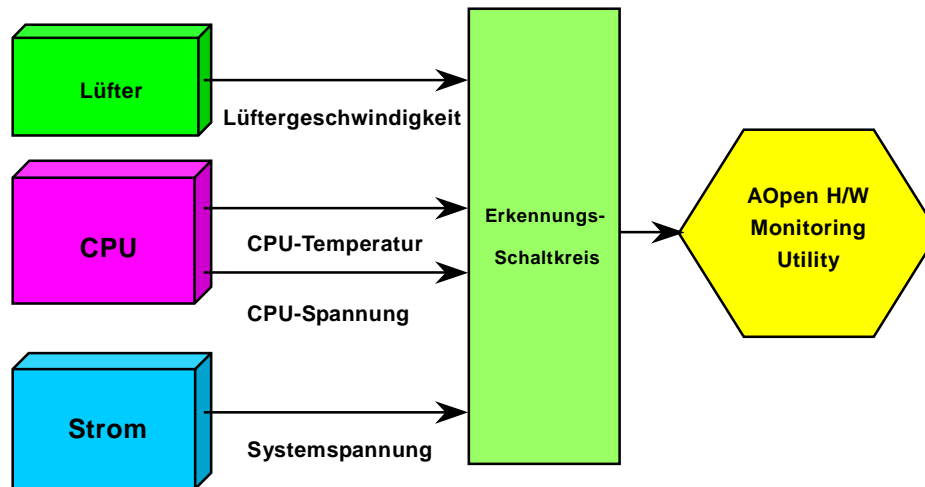 Lüfter
Lüftergeschwindigkeit
CPU
CPU-Temperatur
CPU-Spannung
Strom
Systemspannung
Erkennungs-
Schaltkreis
AOpen H/W
Monitoring
Utility